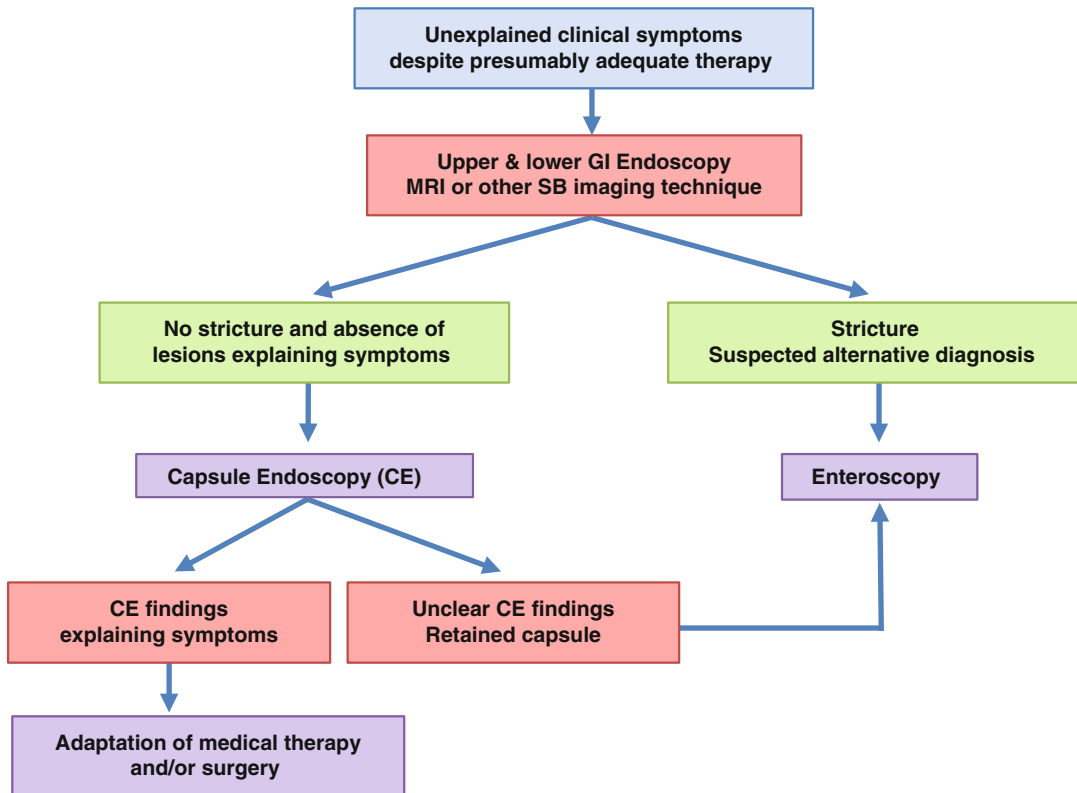 Unexplained clinical symptoms
despite presumably adequate therapy
Upper & lower GI Endoscopy
MRI or other SB imaging technique
No stricture and absence of
lesions explaining symptoms
Stricture
Suspected alternative diagnosis
Capsule Endoscopy (CE)
Enteroscopy
CE findings
explaining symptoms
Unclear CE findings
Retained capsule
Adaptation of medical therapy
and/or surgery